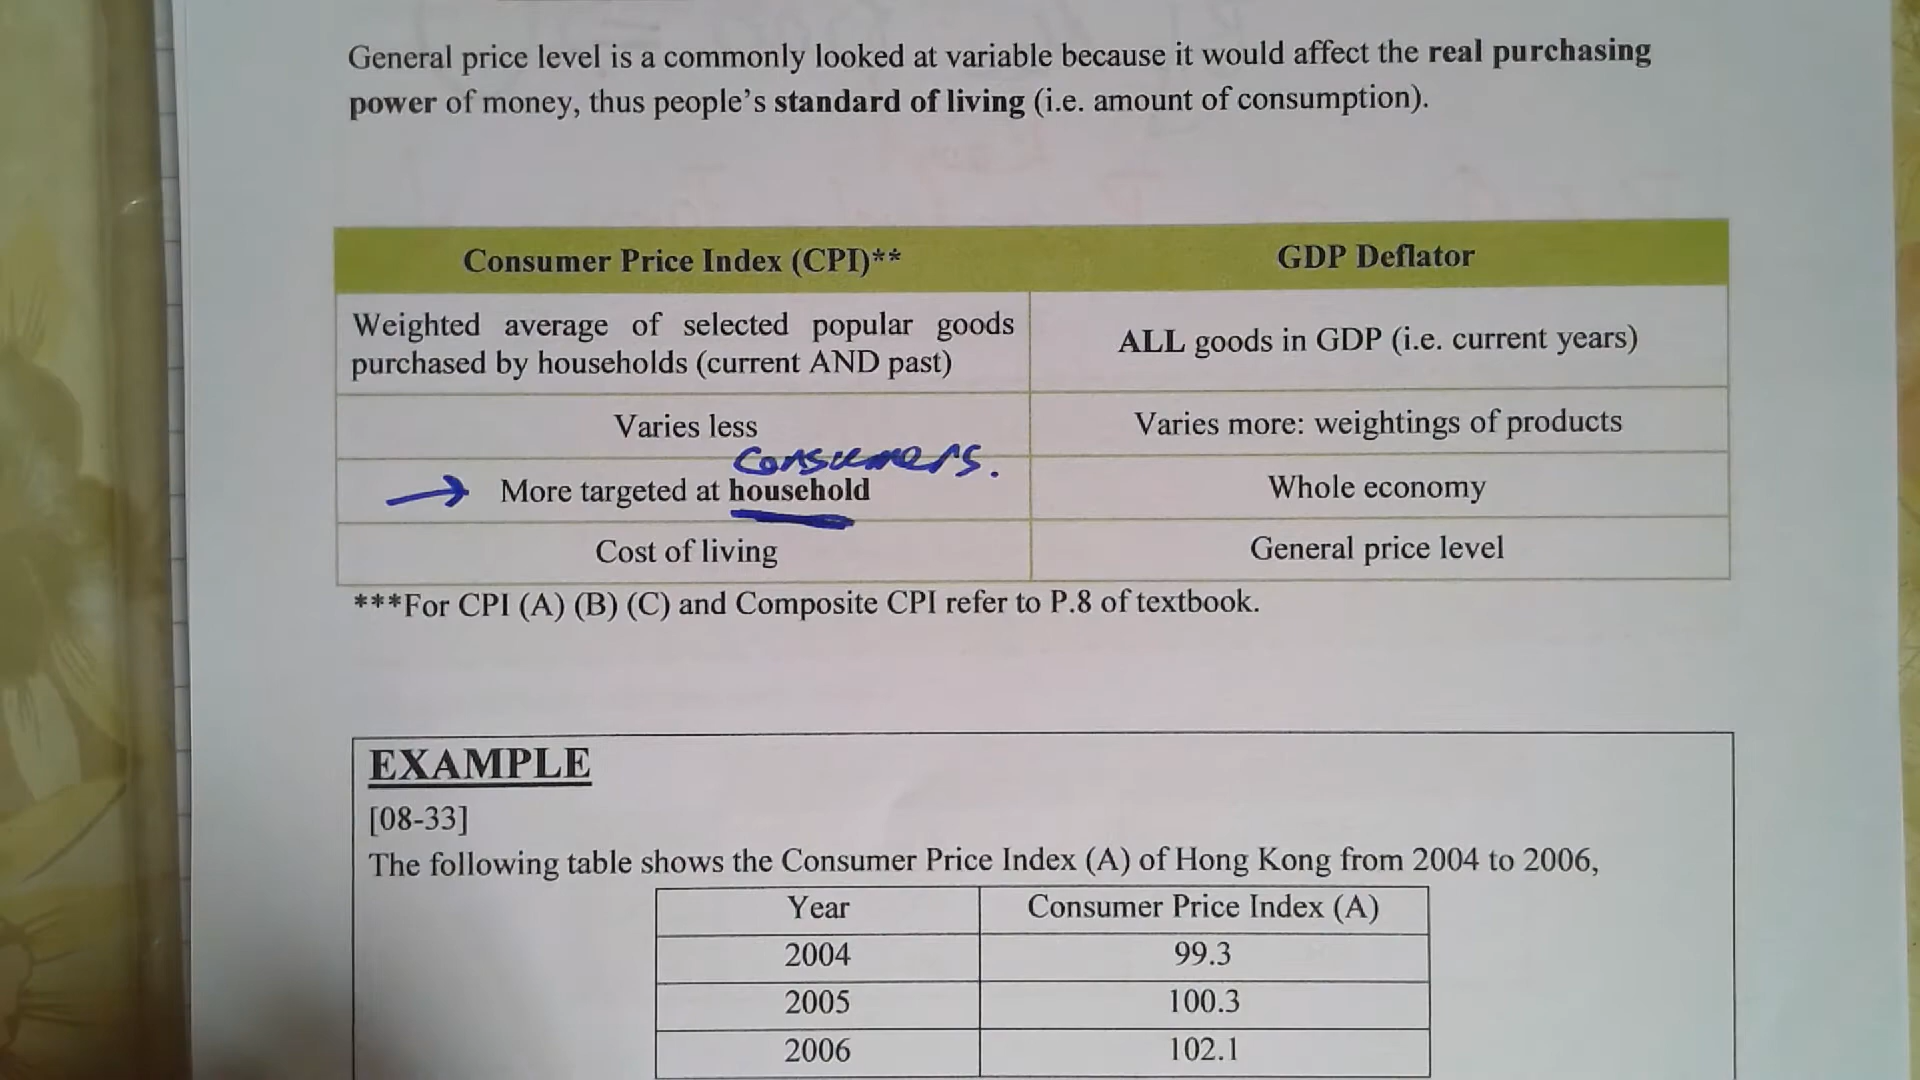 General price level is a commonly looked at variable because it would affect the real purchasing
power of money, thus people's standard of living (i.e. amount of consumption).
Consumer Price Index (CPI)** GDP Deflator
Weighted average of selected popular goods
purchased by households (current AND past)
ALL goods in GDP (i.e. current years)
Varies less
Varies more: weightings of products
consumers.
→ More targeted at household
Whole economy
Cost of living
General price level
***For CPI (A) (B) (C) and Composite CPI refer to P.8 of textbook.
EXAMPLE
[08-33]
The following table shows the Consumer Price Index (A) of Hong Kong from 2004 to 2006,
Year Consumer Price Index (A)
2004 99.3
2005 100.3
2006 102.1